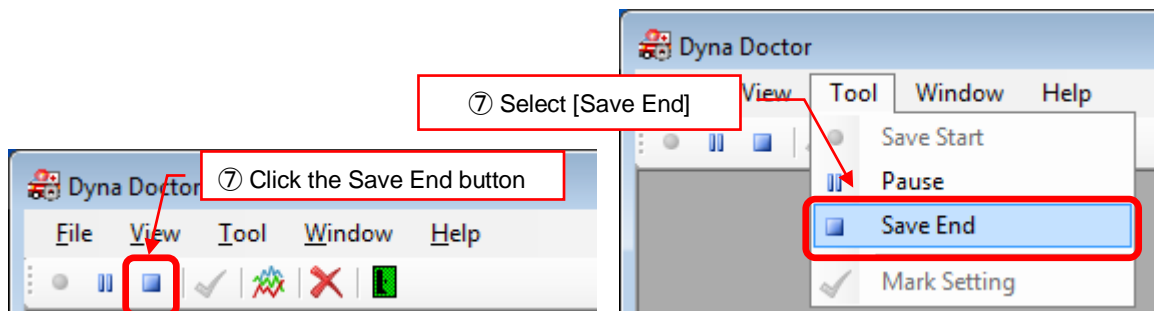 Dyna Doctor
⑦ Select [Save End]
View Tool Window Help
Save Start
Pause
Save End
Mark Setting
Dyna Doctor
⑦ Click the Save End button
File View Tool Window Help